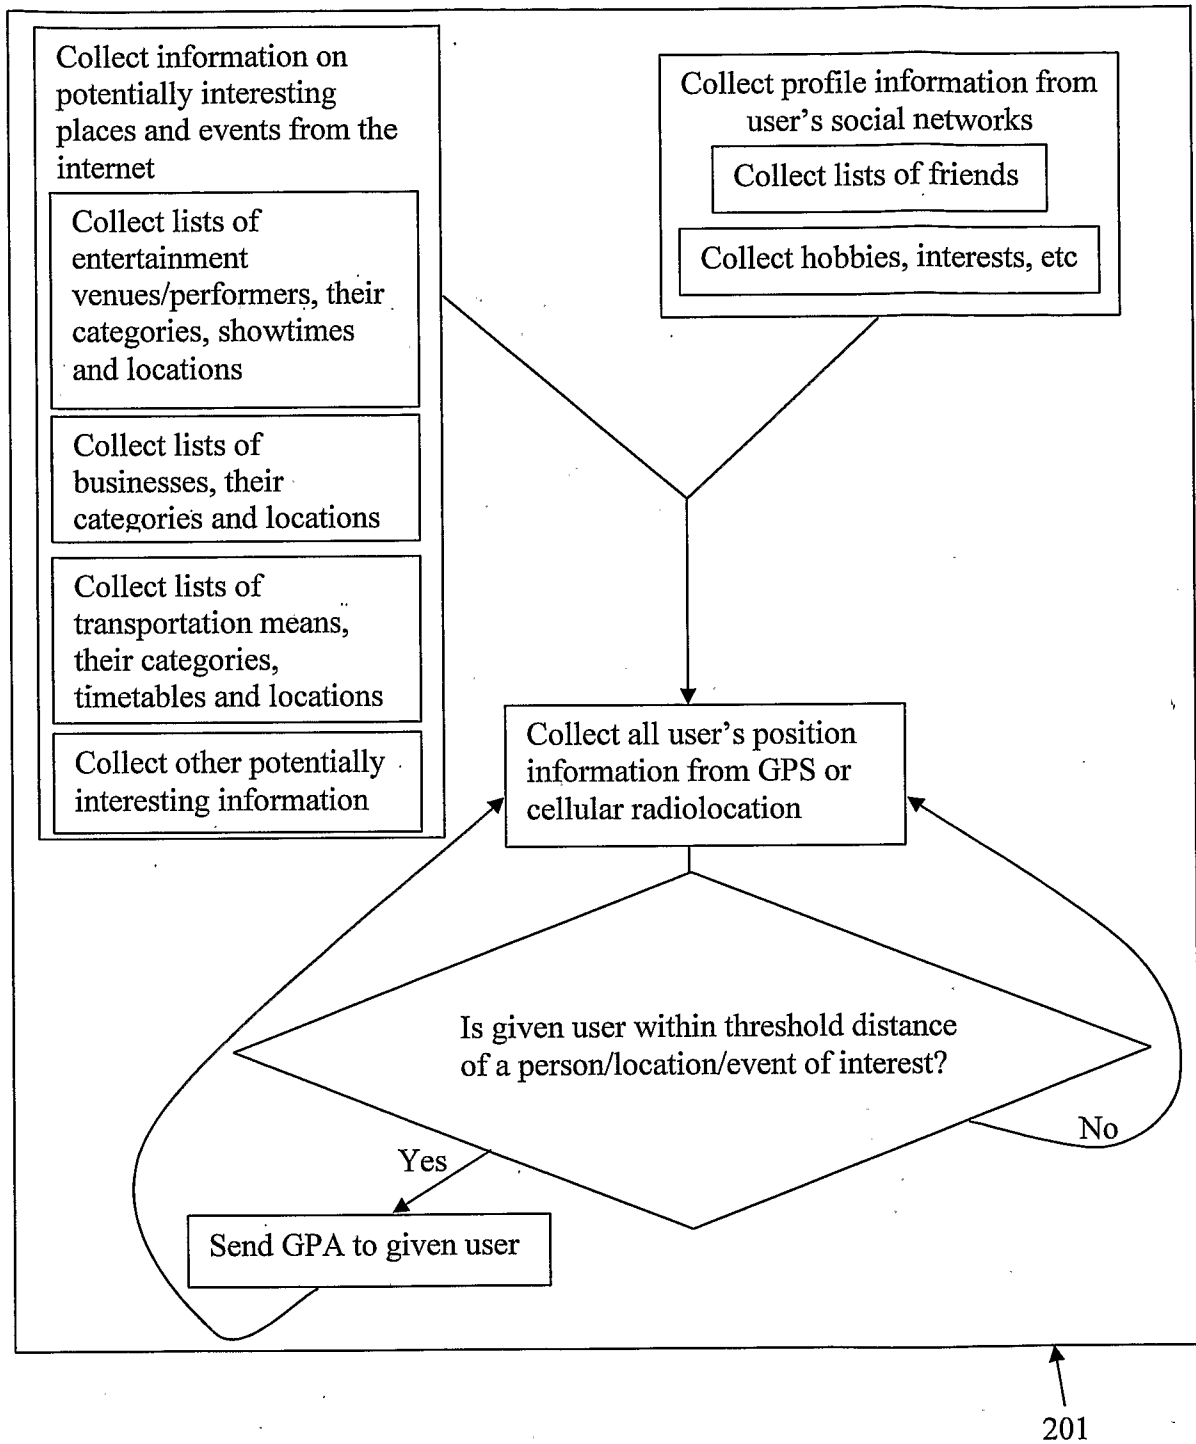 Collect information on
potentially interesting
places and events from the
internet
Collect lists of
entertainment
venues/performers, their
categories, showtimes
and locations
Collect lists of
businesses, their
categories and locations
Collect lists of
transportation means,
their categories,
timetables and locations
Collect other potentially
interesting information
Collect profile information from
user's social networks
Collect lists of friends
Collect hobbies, interests, etc
Collect all user's position
information from GPS or
cellular radiolocation
Is given user within threshold distance
of a person/location/event of interest?
No
Yes
Send GPA to given user
201